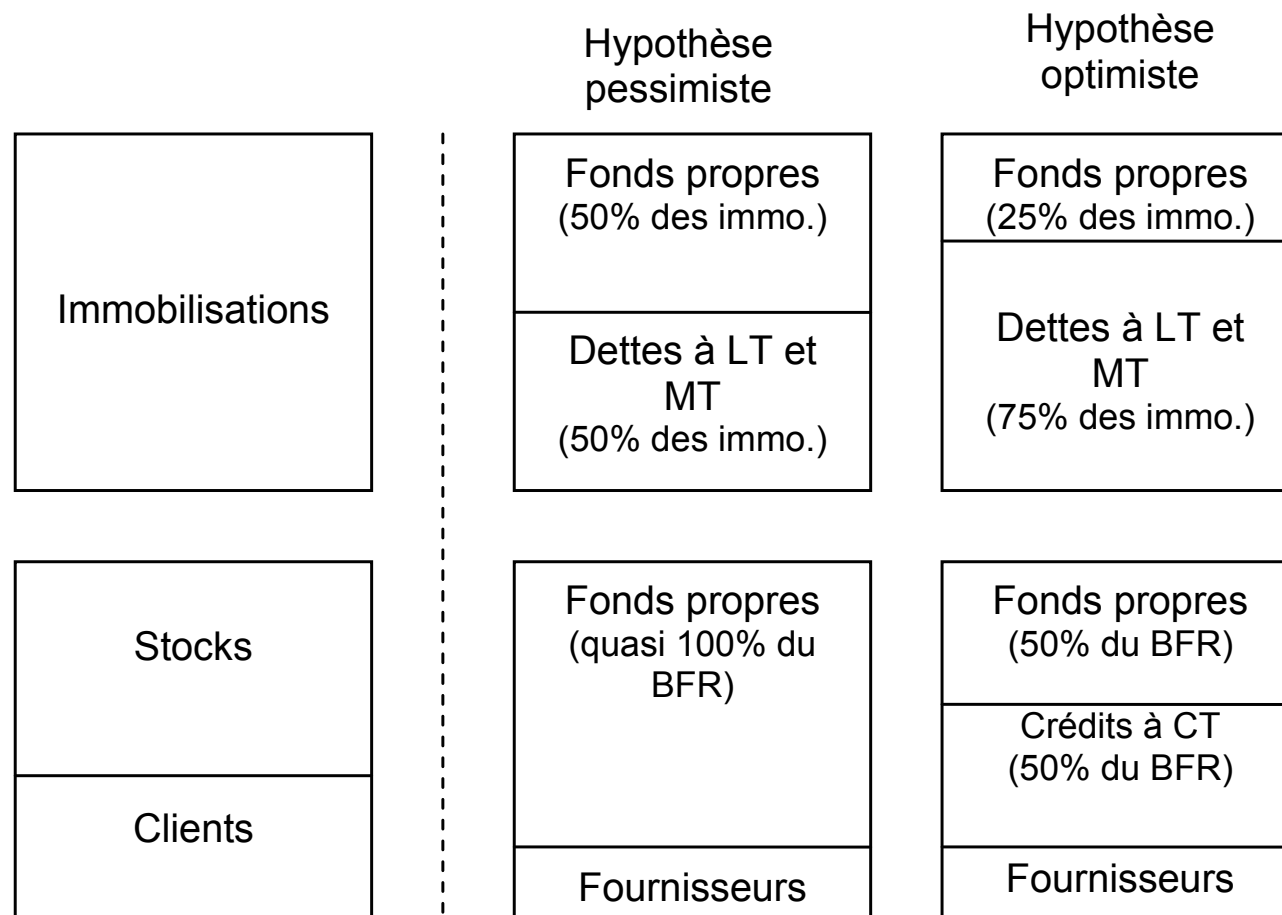 Hypothèse
pessimiste
Hypothèse
optimiste
Immobilisations
Fonds propres
(50% des immo.)
Dettes à LT et
MT
(50% des immo.)
Fonds propres
(25% des immo.)
Dettes à LT et
MT
(75% des immo.)
Stocks
Clients
Fonds propres
(quasi 100% du
BFR)
Fournisseurs
Fonds propres
(50% du BFR)
Crédits à CT
(50% du BFR)
Fournisseurs